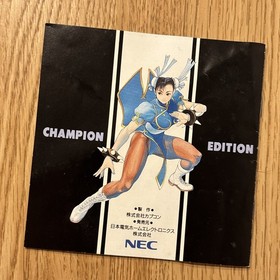 CHAMPION EDITION
●製 作●
株式会社カプコン
●発売元●
日本電気ホームエレクトロニクス
株式会社
NEC